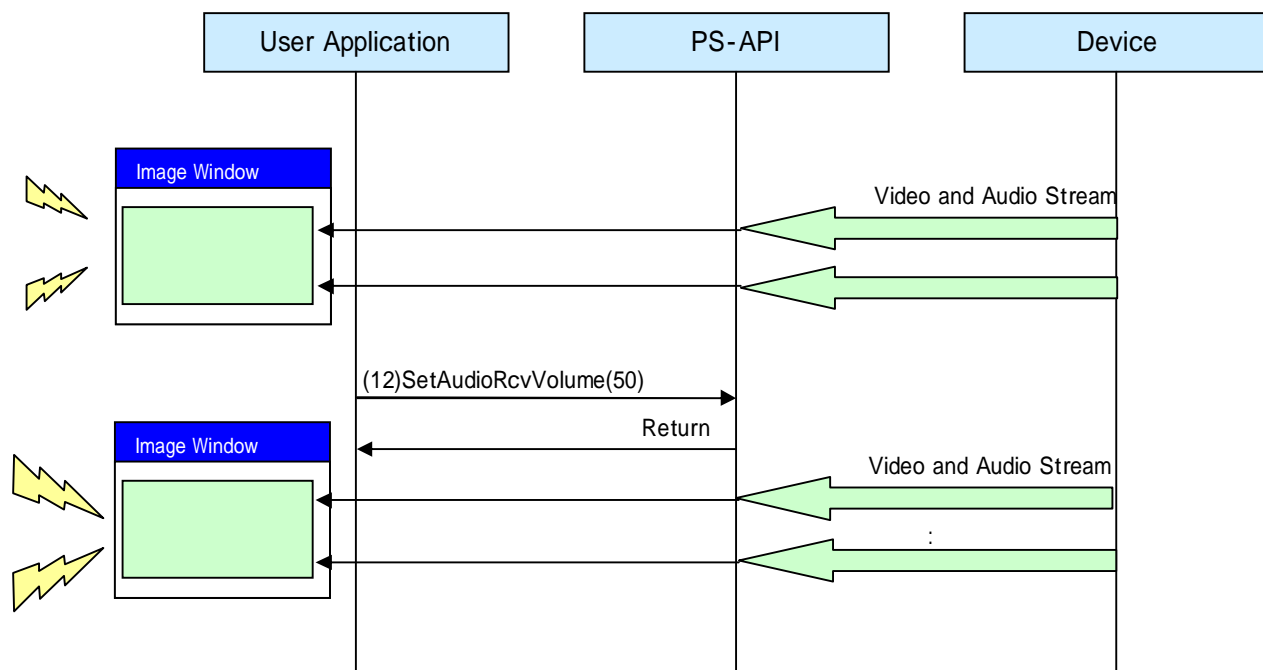 User Application
PS-API
Device
Image Window
Video and Audio Stream
(12)SetAudioRcvVolume(50)
Return
Image Window
Video and Audio Stream
: